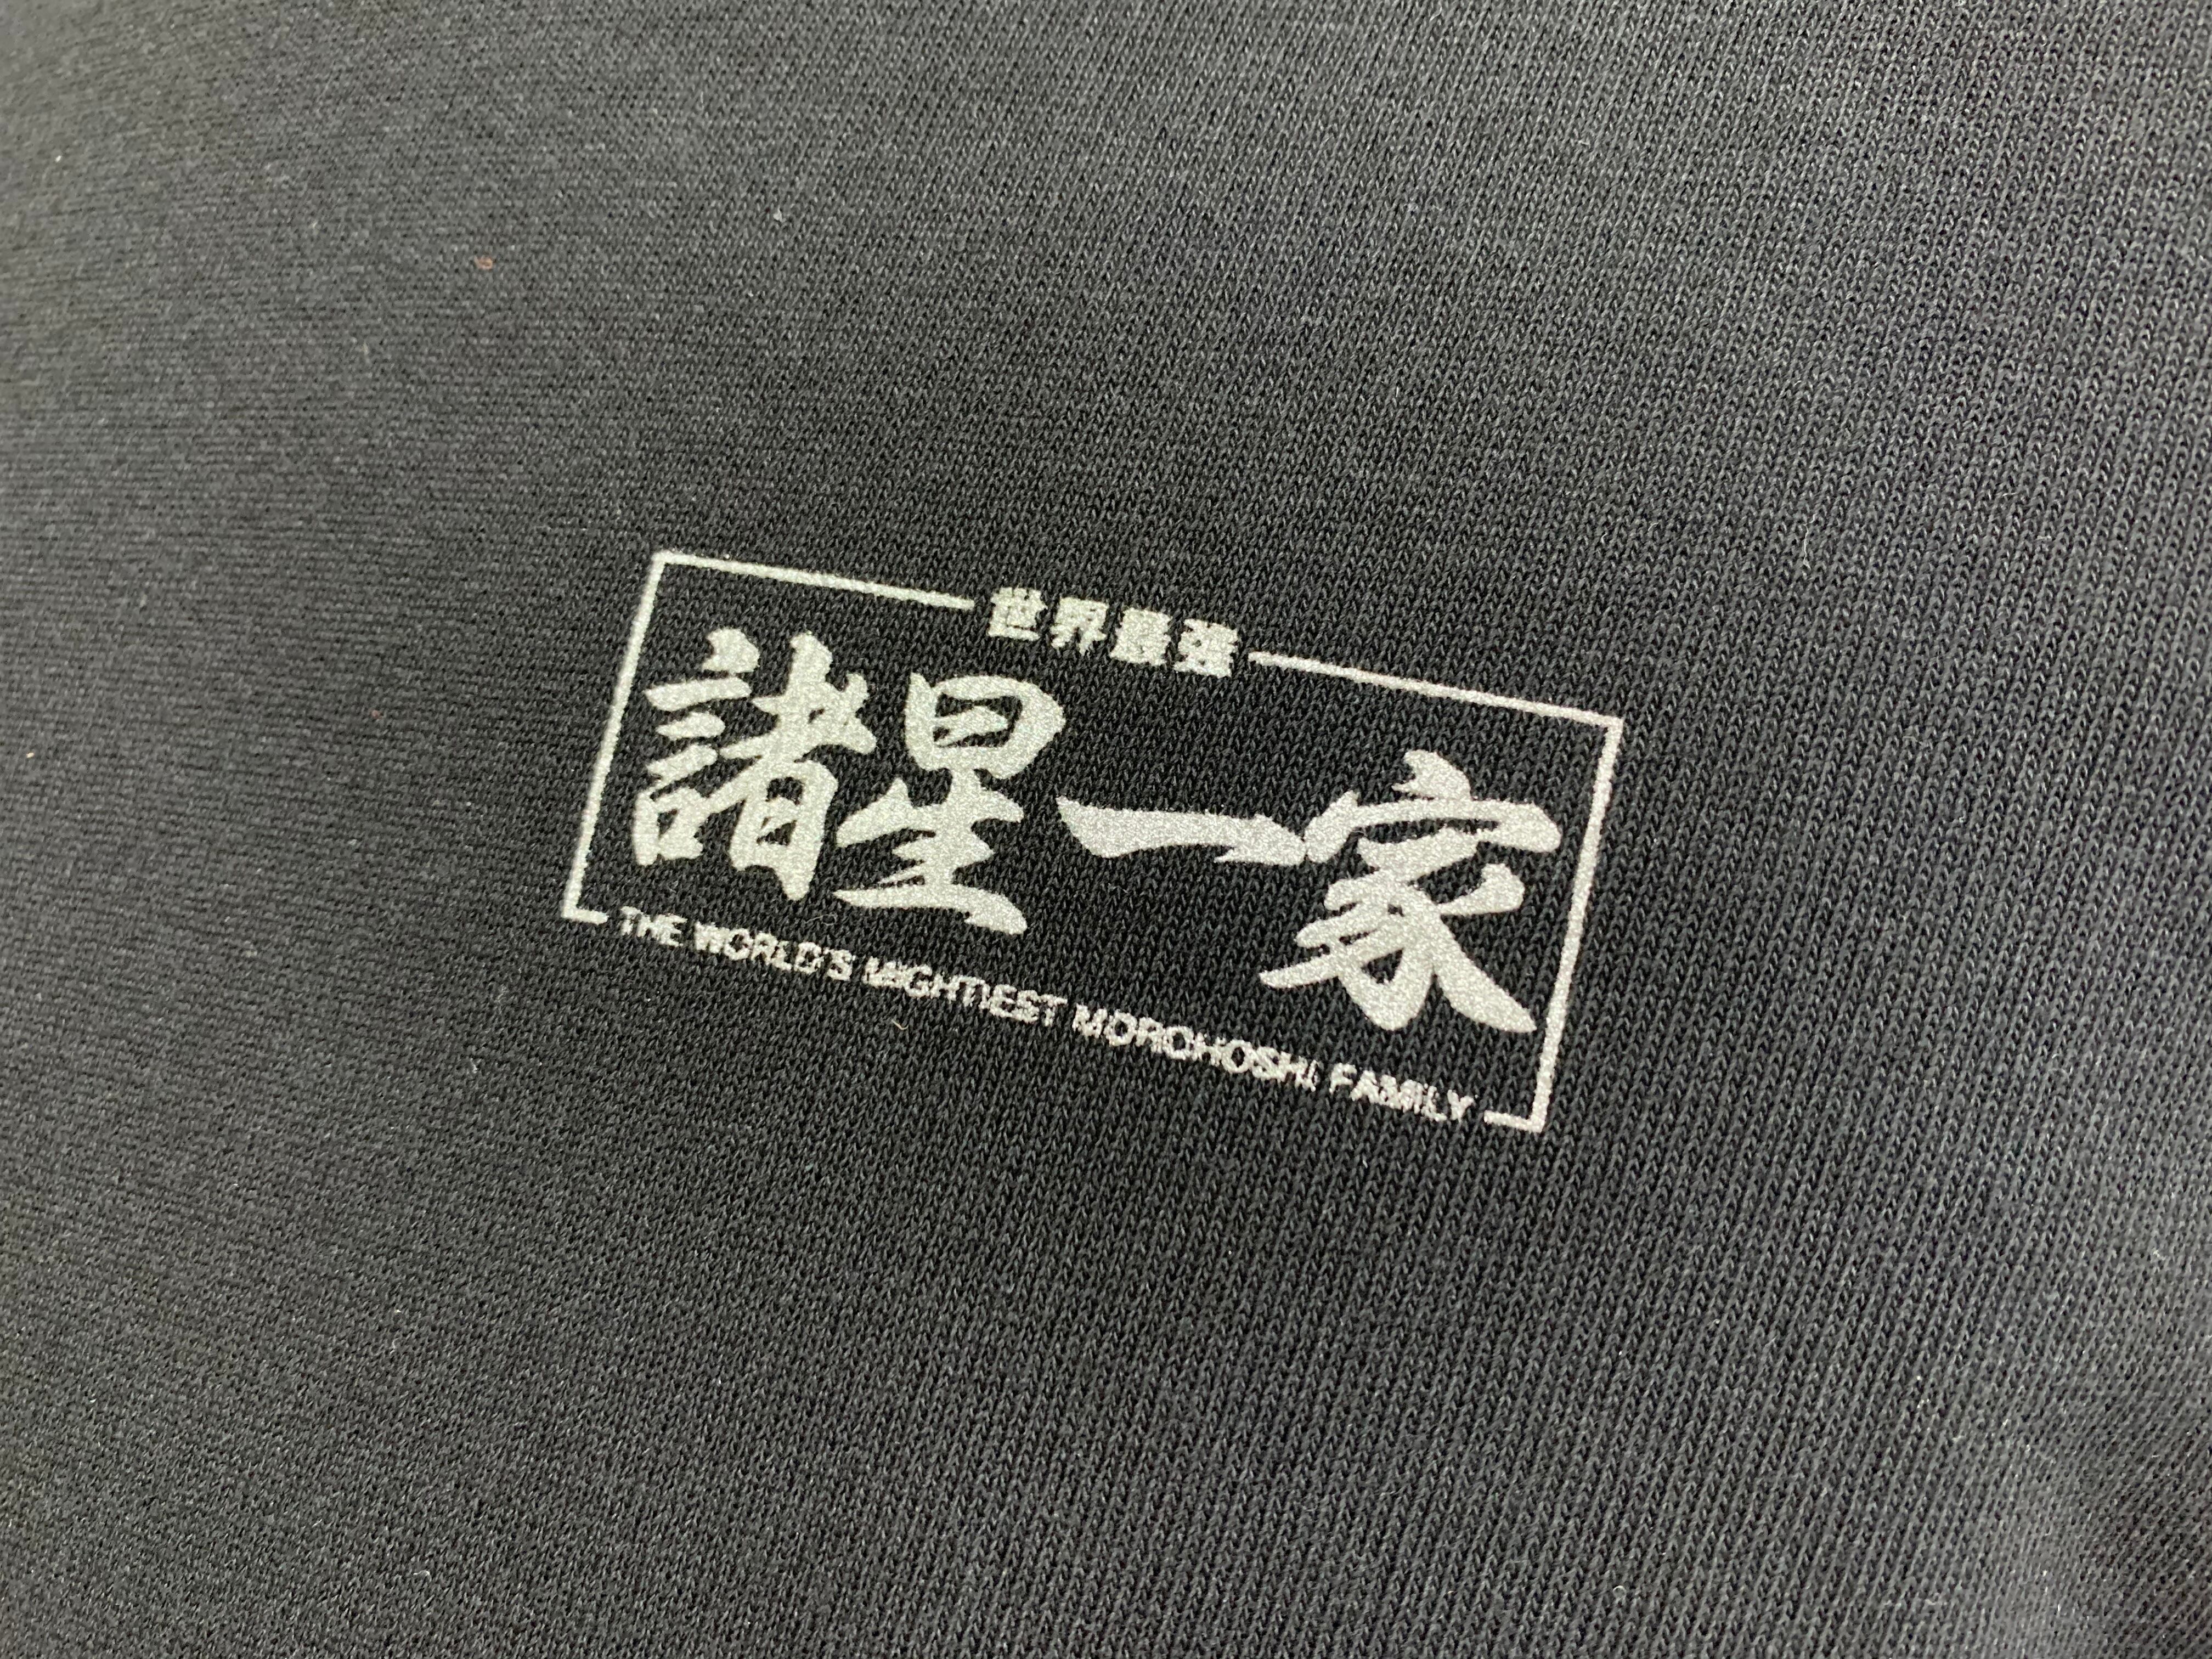 世界最強
諸星一家
THE WORLD'S MIGHTIEST MOROHOSHI FAMILY